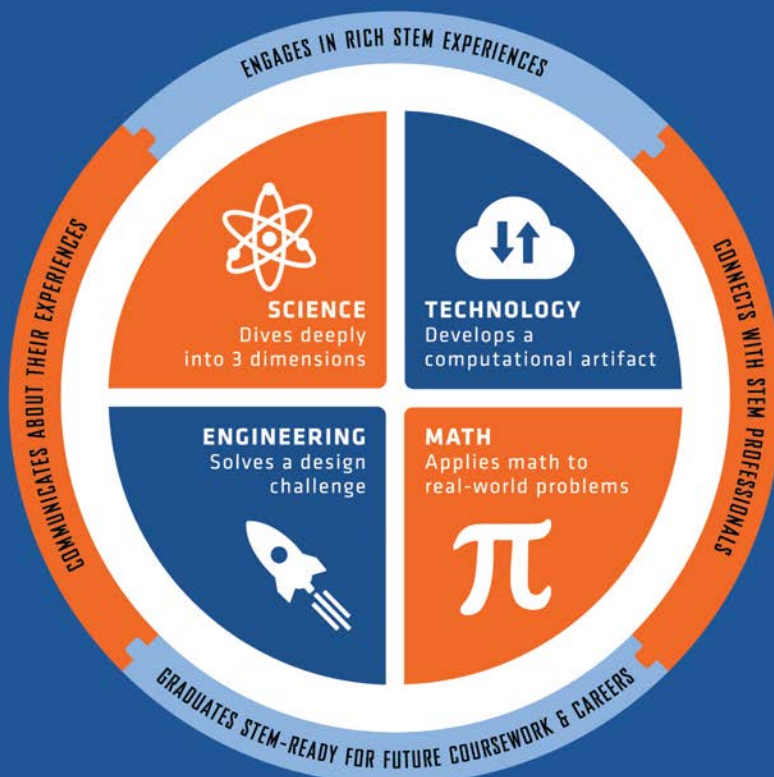 ENGAGES IN RICH STEM EXPERIENCES
COMMUNICATES ABOUT THEIR EXPERIENCES
CONNECTS WITH STEM PROFESSIONALS
SCIENCE
Dives deeply
into 3 dimensions
TECHNOLOGY
Develops a
computational artifact
ENGINEERING
Solves a design
challenge
MATH
Applies math to
real-world problems
π
GRADUATES STEM-READY FOR FUTURE COURSEWORK & CAREERS